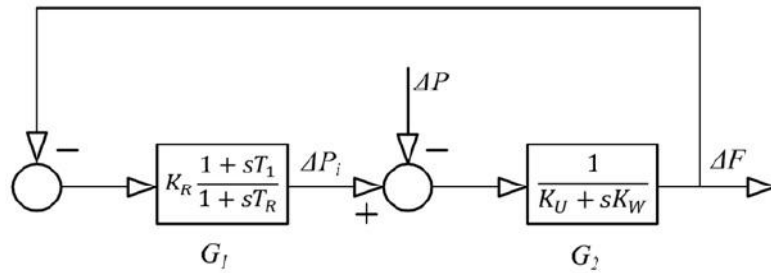 −
ΔP
−
K_R (1 + sT_1)/(1 + sT_R)
ΔP_i
+
1/(K_U + sK_W)
ΔF
G_1
G_2